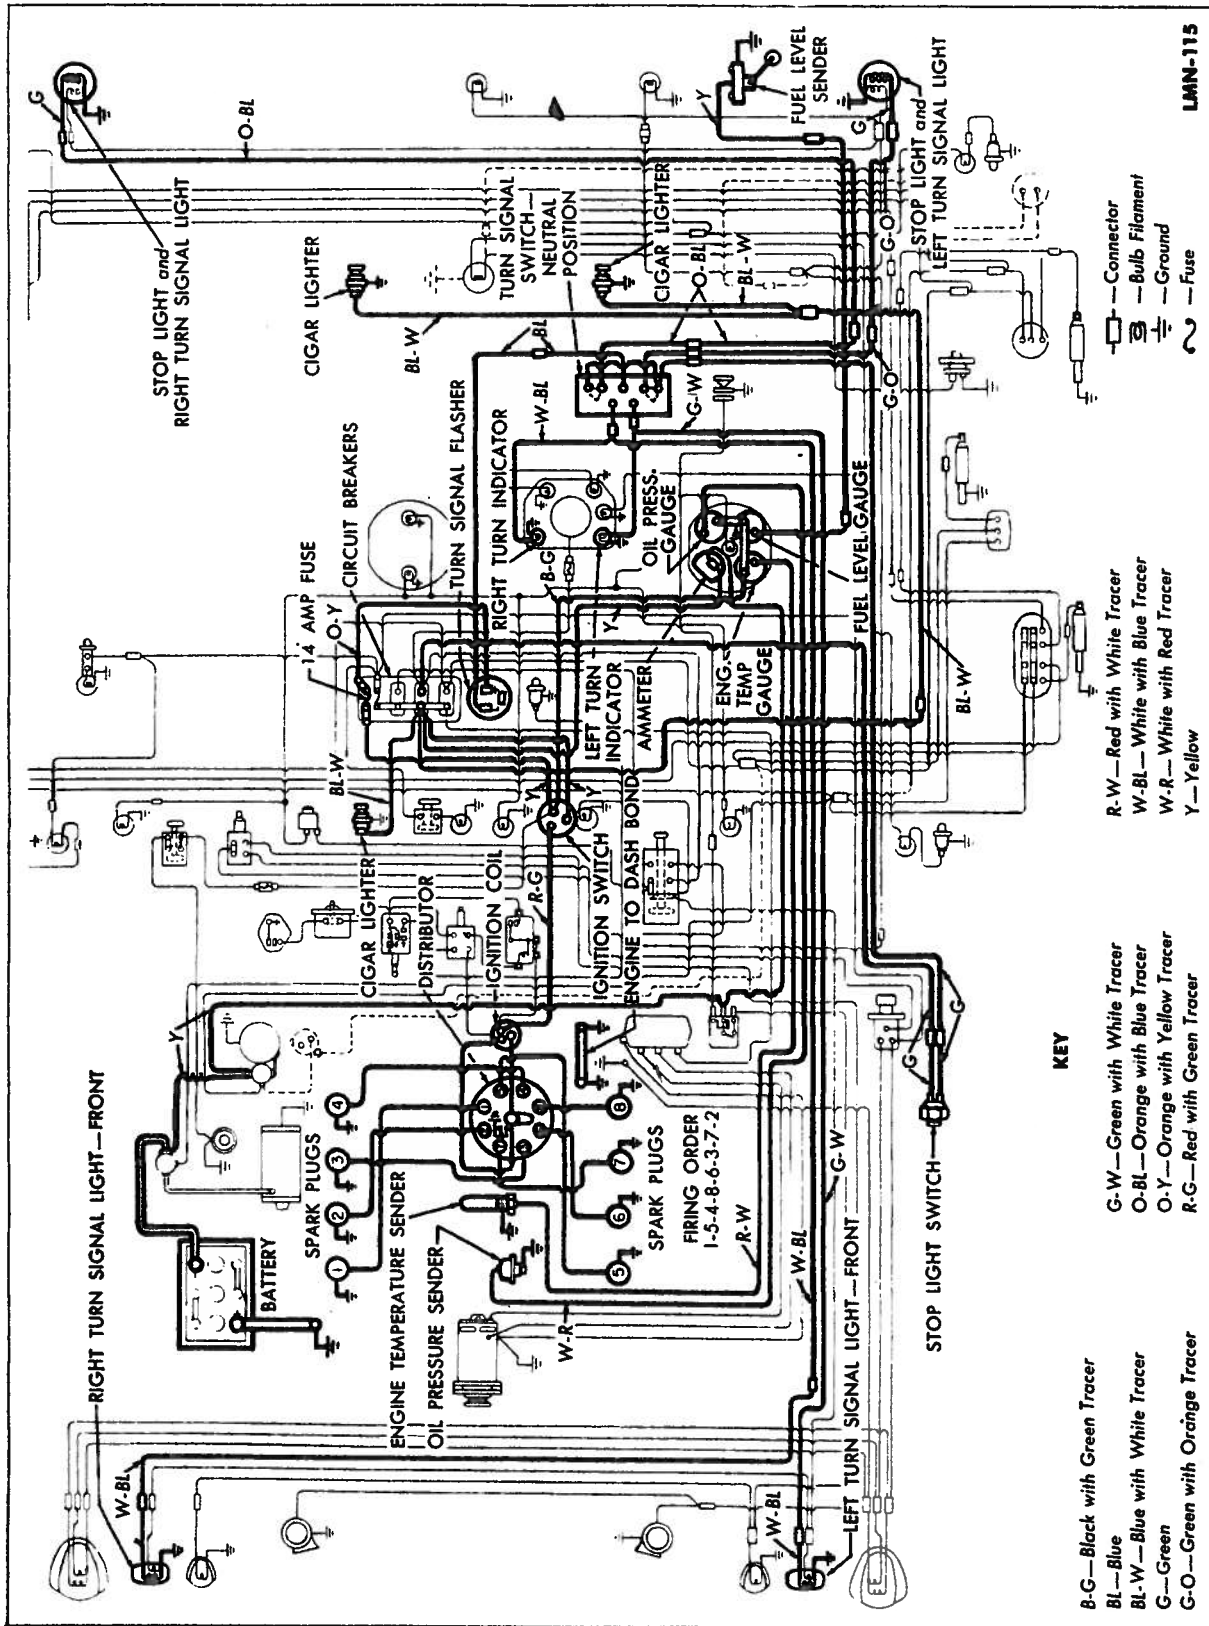 RIGHT TURN SIGNAL LIGHT—FRONT
W-BL
BATTERY
Y
Y
SPARK PLUGS
1
2
3
4
ENGINE TEMPERATURE SENDER
OIL PRESSURE SENDER
CIGAR LIGHTER
DISTRIBUTOR
IGNITION COIL
R-G
IGNITION SWITCH
ENGINE TO DASH BOND
5
6
7
8
SPARK PLUGS
FIRING ORDER
1-5-4-8-6-3-7-2
W-R
R-W
W-BL
G-W
W-BL
LEFT TURN SIGNAL LIGHT—FRONT
STOP LIGHT SWITCH
G
G
BL-W
14 AMP FUSE
O-Y
CIRCUIT BREAKERS
TURN SIGNAL FLASHER
RIGHT TURN INDICATOR
B-G
Y
Y
Y
LEFT TURN
INDICATOR
AMMETER
ENG.
TEMP
GAUGE
OIL PRESS.
GAUGE
FUEL LEVEL GAUGE
BL-W
W-BL
G-W
G
O-BL
STOP LIGHT and
RIGHT TURN SIGNAL LIGHT
CIGAR LIGHTER
BL-W
BL
TURN SIGNAL
SWITCH—
NEUTRAL
POSITION
CIGAR LIGHTER
O-BL
BL-W
G-O
G-O
Y
FUEL LEVEL
SENDER
G
STOP LIGHT and
LEFT TURN SIGNAL LIGHT
KEY
B-G—Black with Green Tracer
BL—Blue
BL-W—Blue with White Tracer
G—Green
G-O—Green with Orange Tracer
G-W—Green with White Tracer
O-BL—Orange with Blue Tracer
O-Y—Orange with Yellow Tracer
R-G—Red with Green Tracer
R-W—Red with White Tracer
W-BL—White with Blue Tracer
W-R—White with Red Tracer
Y—Yellow
—Connector
—Bulb Filament
—Ground
—Fuse
LMN-115